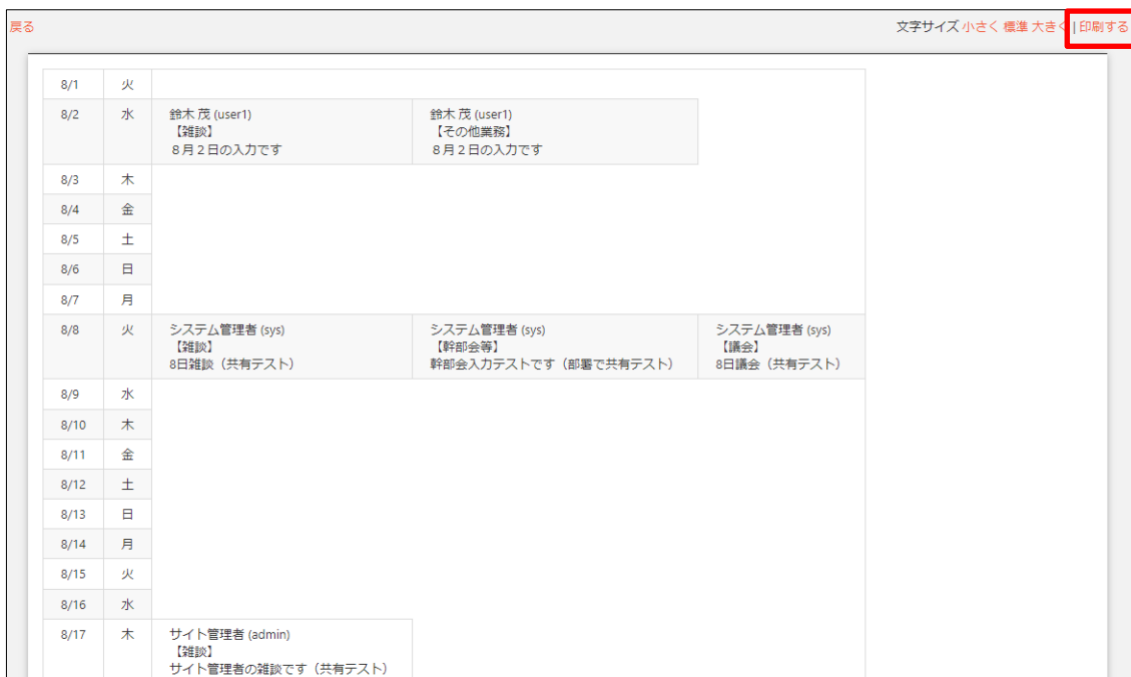 戻る
文字サイズ 小さく 標準 大きく | 印刷する
8/1 火
8/2 水 鈴木 茂 (user1) 鈴木 茂 (user1)
【雑談】 【その他業務】
８月２日の入力です ８月２日の入力です
8/3 木
8/4 金
8/5 土
8/6 日
8/7 月
8/8 火 システム管理者 (sys) システム管理者 (sys) システム管理者 (sys)
【雑談】 【幹部会等】 【議会】
8日雑談（共有テスト） 幹部会入力テストです（部署で共有テスト） 8日議会（共有テスト）
8/9 水
8/10 木
8/11 金
8/12 土
8/13 日
8/14 月
8/15 火
8/16 水
8/17 木 サイト管理者 (admin)
【雑談】
サイト管理者の雑談です（共有テスト）